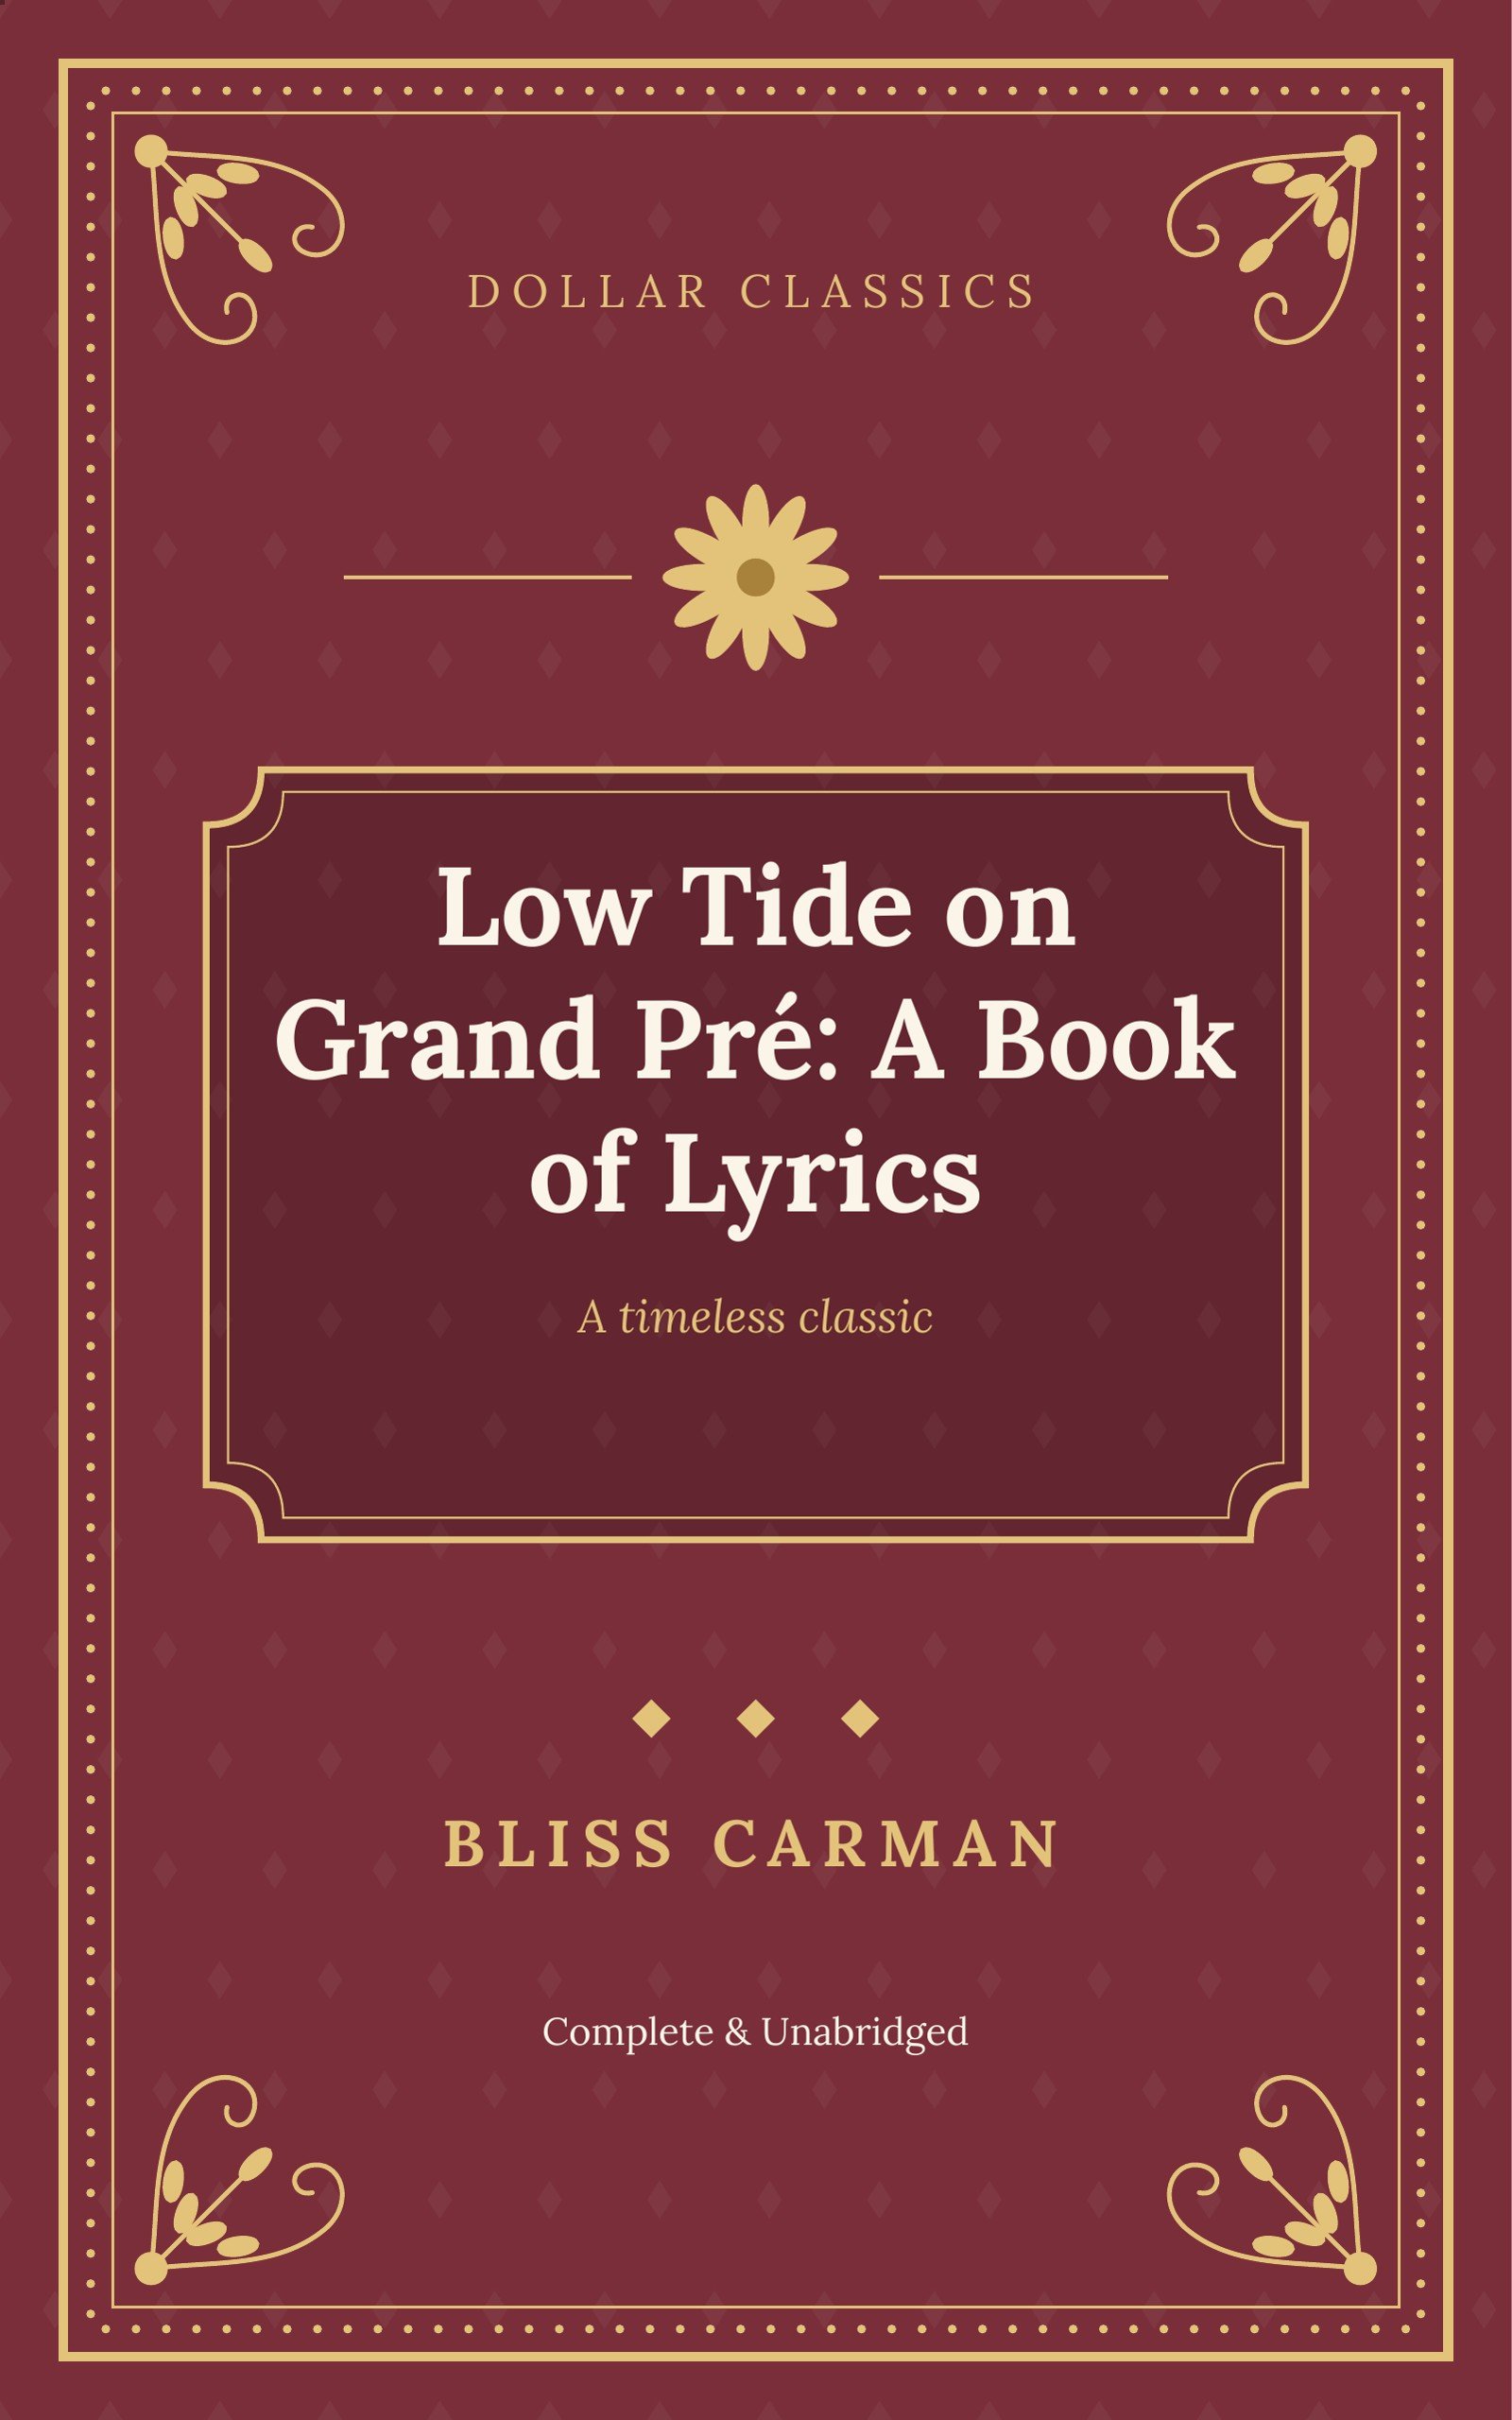 DOLLAR CLASSICS
Low Tide on
Grand Pré: A Book
of Lyrics
A timeless classic
BLISS CARMAN
Complete & Unabridged